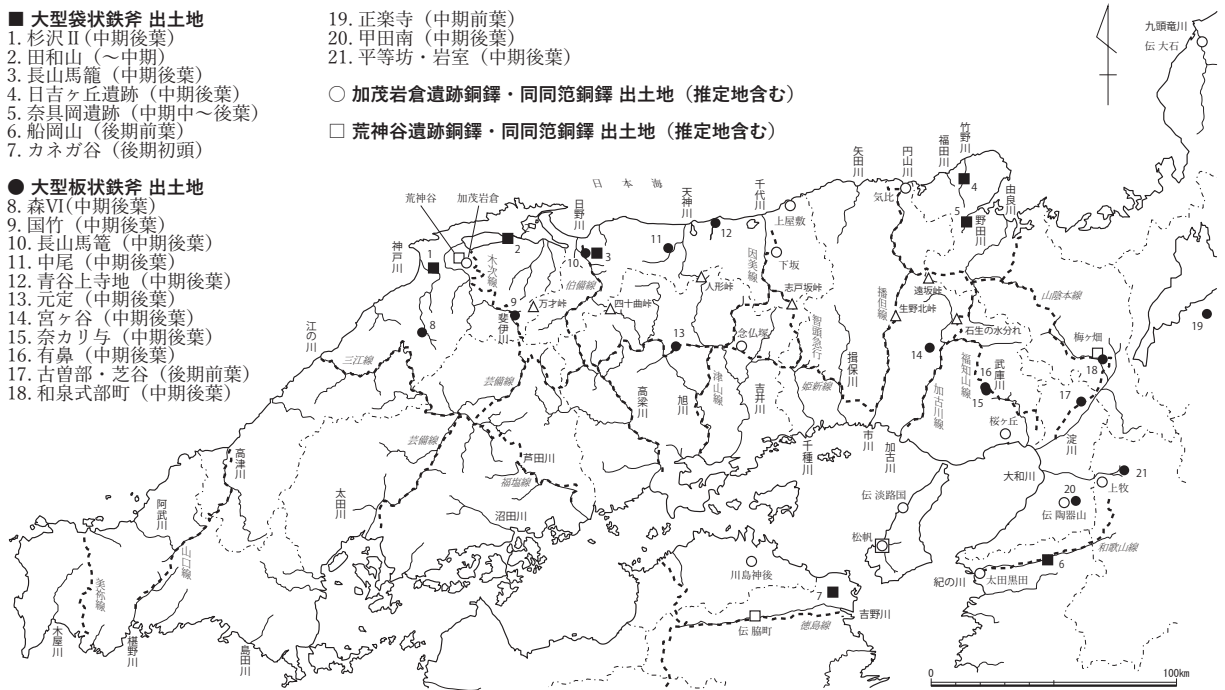 ■ 大型袋状鉄斧 出土地
1. 杉沢Ⅱ(中期後葉)
2. 田和山（～中期）
3. 長山馬籠（中期後葉）
4. 日吉ヶ丘遺跡（中期後葉）
5. 奈具岡遺跡（中期中～後葉）
6. 船岡山（後期前葉）
7. カネガ谷（後期初頭）
● 大型板状鉄斧 出土地
8. 森Ⅵ(中期後葉)
9. 国竹（中期後葉）
10. 長山馬篭（中期後葉）
11. 中尾（中期後葉）
12. 青谷上寺地（中期後葉）
13. 元定（中期後葉）
14. 宮ヶ谷（中期後葉）
15. 奈カリ与（中期後葉）
16. 有鼻（中期後葉）
17. 古曽部・芝谷（後期前葉）
18. 和泉式部町（中期後葉）
19. 正楽寺（中期前葉）
20. 甲田南（中期後葉）
21. 平等坊・岩室（中期後葉）
○ 加茂岩倉遺跡銅鐸・同同笵銅鐸 出土地（推定地含む）
□ 荒神谷遺跡銅鐸・同同笵銅鐸 出土地（推定地含む）
九頭竜川
伝 大石
日 本 海
荒神谷
加茂岩倉
神戸川
日野川
天神川
千代川
矢田川
円山川
福田川
竹野川
由良川
野田川
気比
上屋敷
下坂
1
2
3
4
5
10
11
12
木次線
伯備線
因美線
人形峠
志戸坂峠
万才峠
四十曲峠
遠坂峠
生野北峠
石生の水分れ
播但線
山陰本線
智頭急行
念仏塚
斐伊川
江の川
三江線
芸備線
8
9
13
14
15
16
17
18
19
梅ヶ畑
福知山線
武庫川
加古川線
桜ヶ丘
揖保川
姫新線
津山線
吉井川
旭川
高梁川
芸備線
芦田川
福塩線
沼田川
太田川
高津川
阿武川
山口線
美祢線
木屋川
椹野川
島田川
千種川
市川
加古川
淀川
大和川
20
21
上牧
伝 陶器山
伝 淡路国
松帆
和歌山線
6
紀の川
太田黒田
川島神後
7
吉野川
伝 脇町
徳島線
0
100km